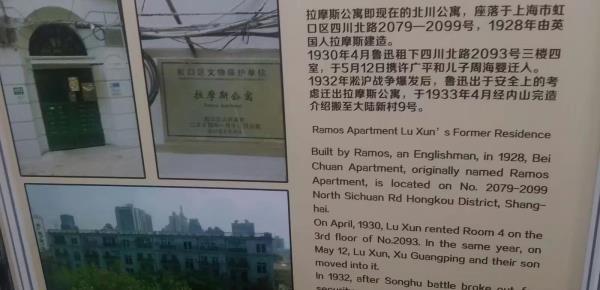 虹口区文物保护单位
拉摩斯公寓
Ramos Apartment
拉摩斯公寓即现在的北川公寓，座落于上海市虹
口区四川北路2079—2099号，1928年由英
国人拉摩斯建造。
1930年4月鲁迅租下四川北路2093号三楼四
室，于5月12日携许广平和儿子周海婴迁入。
1932年淞沪战争爆发后，鲁迅出于安全上的考
虑迁出拉摩斯公寓，于1933年4月经内山完造
介绍搬至大陆新村9号。
Ramos Apartment Lu Xun's Former Residence
Built by Ramos, an Englishman, in 1928, Bei
Chuan Apartment, originally named Ramos
Apartment, is located on No. 2079-2099
North Sichuan Rd Hongkou District, Shang-
hai.
On April, 1930, Lu Xun rented Room 4 on the
3rd floor of No.2093. In the same year, on
May 12, Lu Xun, Xu Guangping and their son
moved into it.
In 1932, after Songhu battle broke out,